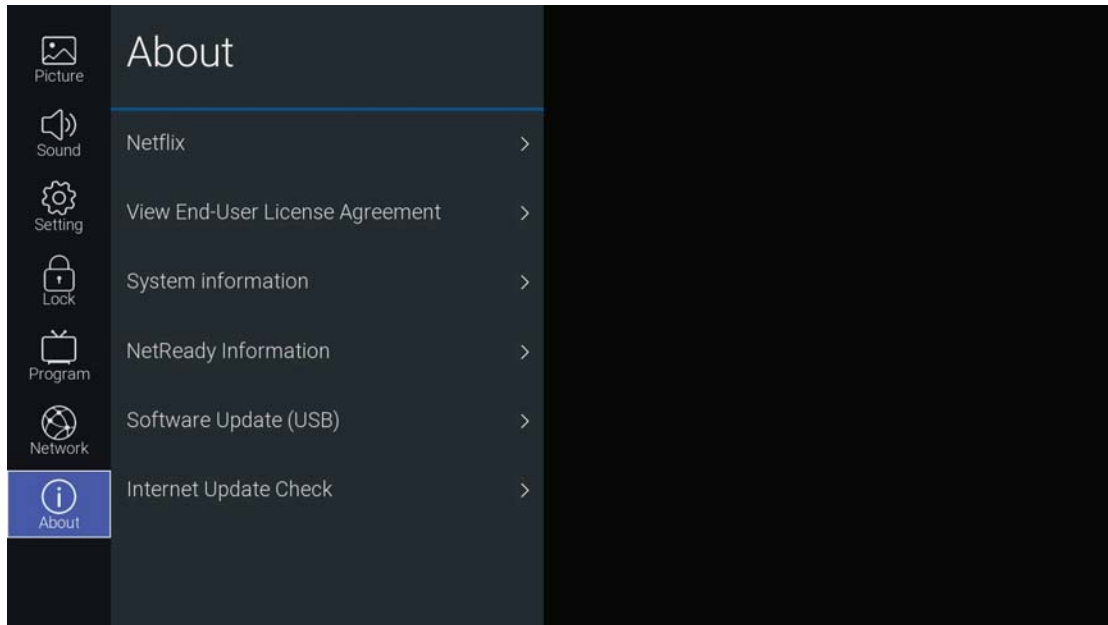 Picture
Sound
Setting
Lock
Program
Network
About
About
Netflix
View End-User License Agreement
System information
NetReady Information
Software Update (USB)
Internet Update Check